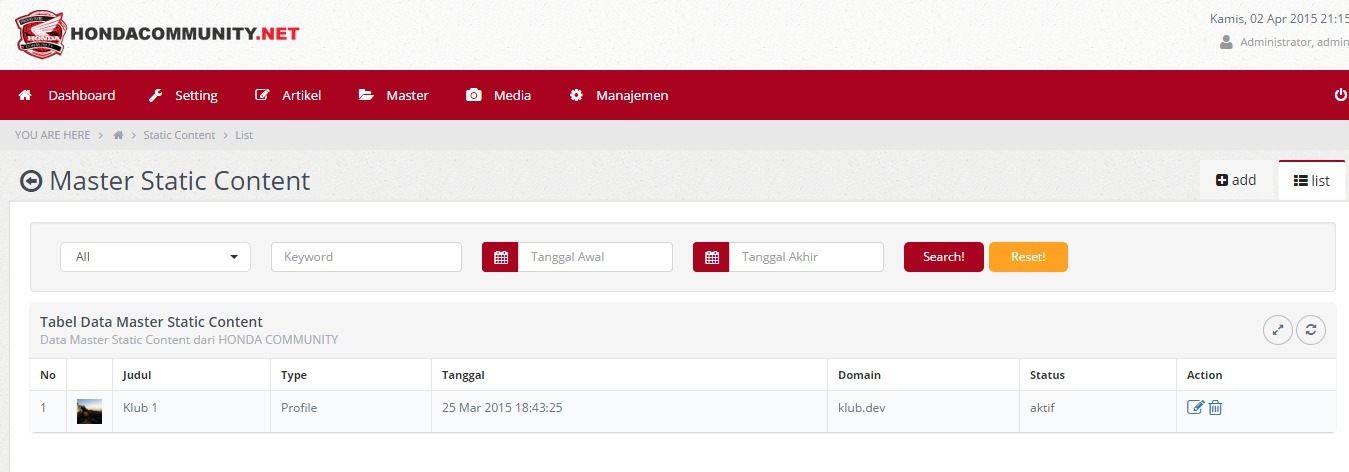 HONDA
HONDACOMMUNITY.NET
Kamis, 02 Apr 2015 21:15
Administrator, admin
Dashboard Setting Artikel Master Media Manajemen
YOU ARE HERE > > Static Content > List
Master Static Content
add list
All Keyword Tanggal Awal Tanggal Akhir Search! Reset!
Tabel Data Master Static Content
Data Master Static Content dari HONDA COMMUNITY
No Judul Type Tanggal Domain Status Action
1 Klub 1 Profile 25 Mar 2015 18:43:25 klub.dev aktif